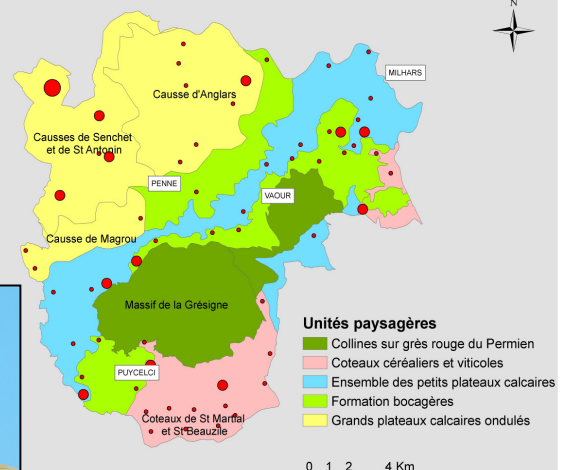 N
MILHARS
Causse d'Anglars
Causses de Senchet
et de St Antonin
PENNE
VAOUR
Causse de Magrou
Massif de la Grésigne
PUYCELCI
Coteaux de St Martial
et St Beauzile
Unités paysagères
Collines sur grès rouge du Permien
Coteaux céréaliers et viticoles
Ensemble des petits plateaux calcaires
Formation bocagères
Grands plateaux calcaires ondulés
0 1 2 4 Km